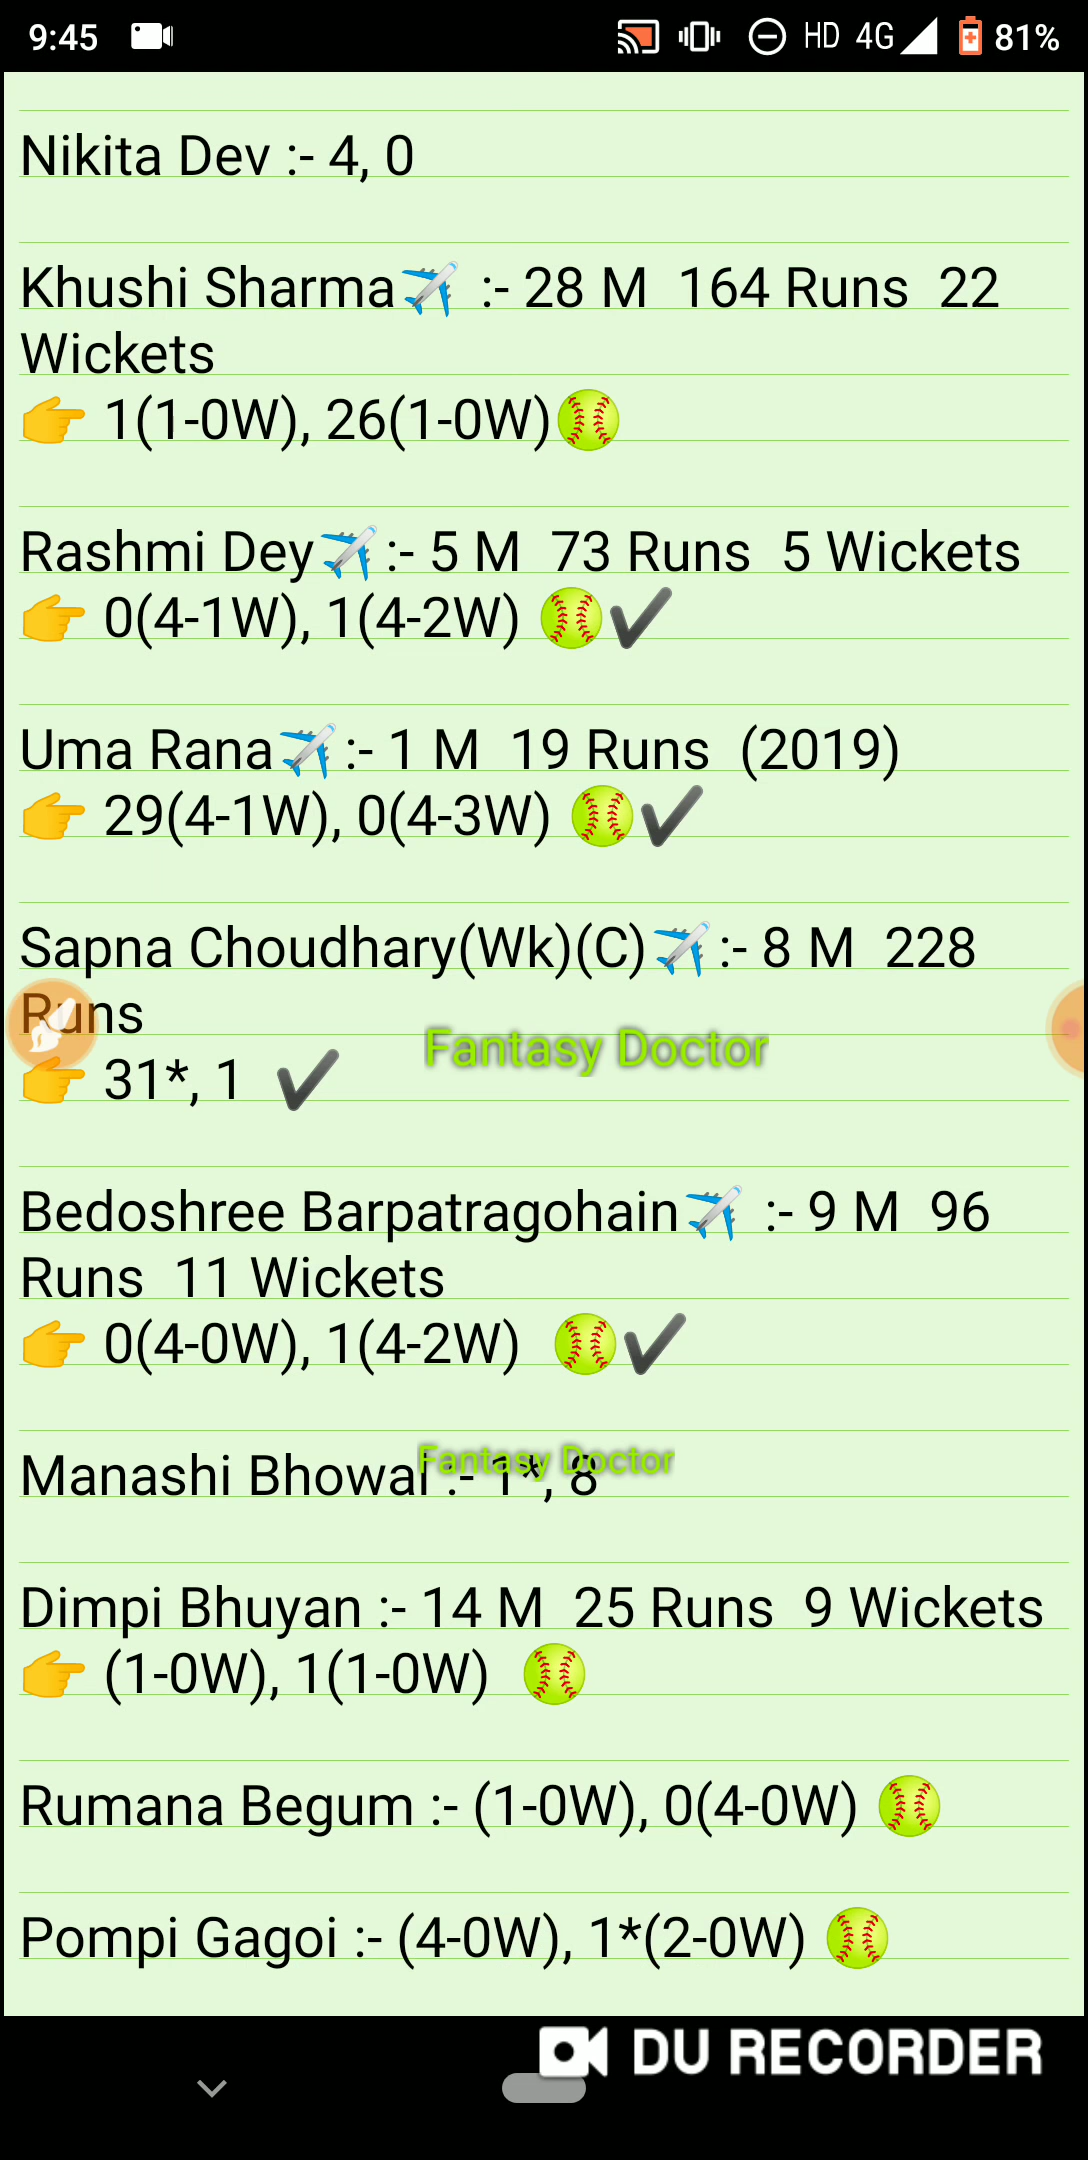 9:45 HD 4G 81%
Nikita Dev :- 4, 0
Khushi Sharma✈️ :- 28 M 164 Runs 22
Wickets
👉 1(1-0W), 26(1-0W)🥎
Rashmi Dey✈️:- 5 M 73 Runs 5 Wickets
👉 0(4-1W), 1(4-2W) 🥎✔️
Uma Rana✈️:- 1 M 19 Runs (2019)
👉 29(4-1W), 0(4-3W) 🥎✔️
Sapna Choudhary(Wk)(C)✈️:- 8 M 228
Runs
Fantasy Doctor
👉 31*, 1 ✔️
Bedoshree Barpatragohain✈️ :- 9 M 96
Runs 11 Wickets
👉 0(4-0W), 1(4-2W) 🥎✔️
Fantasy Doctor
Manashi Bhowal :- 1*, 8
Dimpi Bhuyan :- 14 M 25 Runs 9 Wickets
👉 (1-0W), 1(1-0W) 🥎
Rumana Begum :- (1-0W), 0(4-0W) 🥎
Pompi Gagoi :- (4-0W), 1*(2-0W) 🥎
DU RECORDER